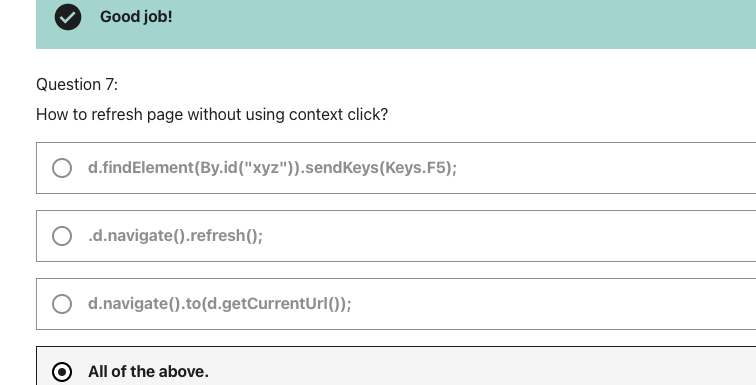 Good job!
Question 7:
How to refresh page without using context click?
d.findElement(By.id("xyz")).sendKeys(Keys.F5);
.d.navigate().refresh();
d.navigate().to(d.getCurrentUrl());
All of the above.